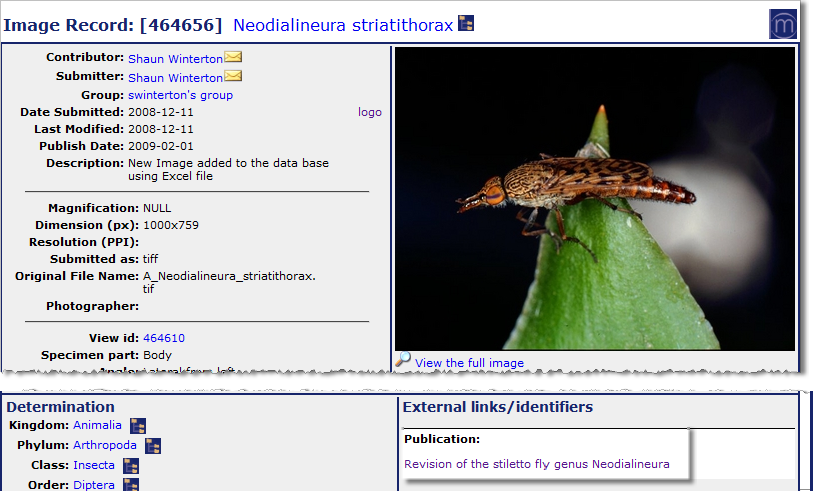 Image Record: [464656] Neodialineura striatithorax
m
Contributor: Shaun Winterton
Submitter: Shaun Winterton
Group: swinterton's group
Date Submitted: 2008-12-11 logo
Last Modified: 2008-12-11
Publish Date: 2009-02-01
Description: New Image added to the data base
using Excel file
Magnification: NULL
Dimension (px): 1000x759
Resolution (PPI):
Submitted as: tiff
Original File Name: A_Neodialineura_striatithorax.
tif
Photographer:
View id: 464610
Specimen part: Body
Angle: Lateral from left
View the full image
Determination
Kingdom: Animalia
Phylum: Arthropoda
Class: Insecta
Order: Diptera
External links/identifiers
Publication:
Revision of the stiletto fly genus Neodialineura